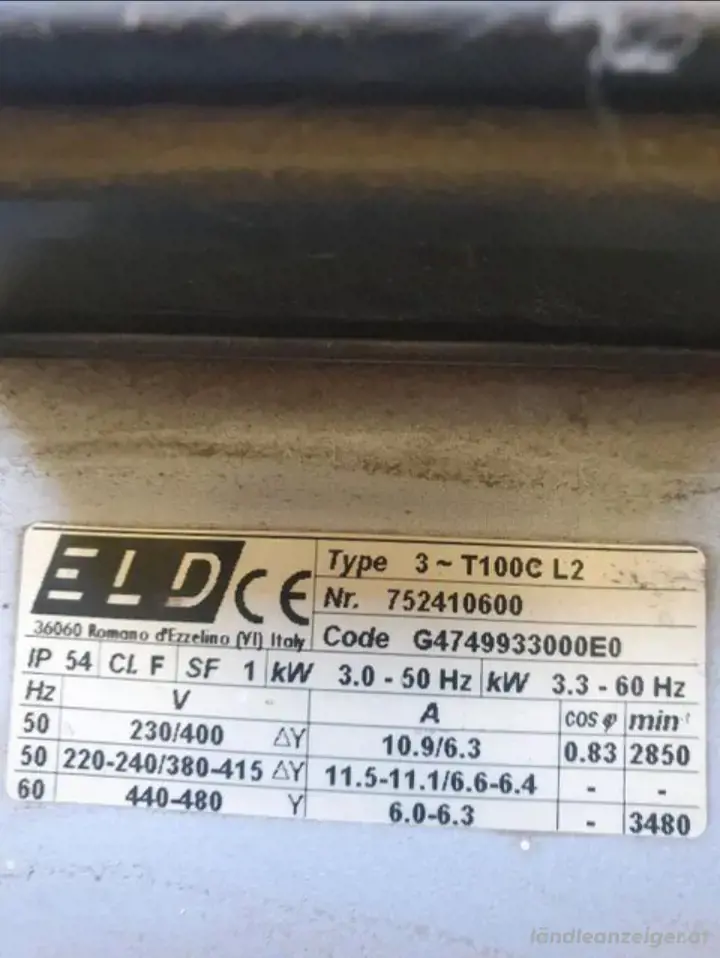 ELD CE
36060 Romano d'Ezzelino (VI) Italy
Type 3~T100C L2
Nr. 752410600
Code G4749933000E0
IP 54 CL F SF 1 kW 3.0 - 50 Hz kW 3.3 - 60 Hz
Hz V A cos φ min⁻¹
50 230/400 ΔY 10.9/6.3 0.83 2850
50 220-240/380-415 ΔY 11.5-11.1/6.6-6.4 - -
60 440-480 Y 6.0-6.3 - 3480
ländleanzeiger.at